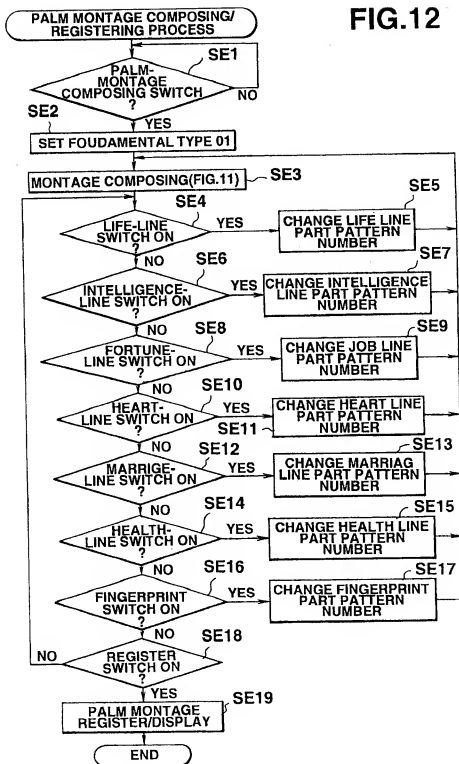 PALM MONTAGE COMPOSING/
REGISTERING PROCESS
FIG.12
SE1
PALM-
MONTAGE
COMPOSING SWITCH
?
NO
YES
SE2
SET FOUDAMENTAL TYPE 01
MONTAGE COMPOSING(FIG.11)
SE3
SE4
LIFE-LINE
SWITCH ON
?
YES
NO
SE5
CHANGE LIFE LINE
PART PATTERN
NUMBER
SE6
INTELLIGENCE-
LINE SWITCH ON
?
YES
NO
SE7
CHANGE INTELLIGENCE
LINE PART PATTERN
NUMBER
SE8
FORTUNE-
LINE SWITCH ON
?
YES
NO
SE9
CHANGE JOB LINE
PART PATTERN
NUMBER
SE10
HEART-
LINE SWITCH ON
?
YES
NO
SE11
CHANGE HEART LINE
PART PATTERN
NUMBER
SE12
MARRIGE-
LINE SWITCH ON
?
YES
NO
SE13
CHANGE MARRIAG
LINE PART PATTERN
NUMBER
SE14
HEALTH-
LINE SWITCH ON
?
YES
NO
SE15
CHANGE HEALTH LINE
PART PATTERN
NUMBER
SE16
FINGERPRINT
SWITCH ON
?
YES
NO
SE17
CHANGE FINGERPRINT
PART PATTERN
NUMBER
SE18
REGISTER
SWITCH ON
?
NO
YES
SE19
PALM MONTAGE
REGISTER/DISPLAY
END